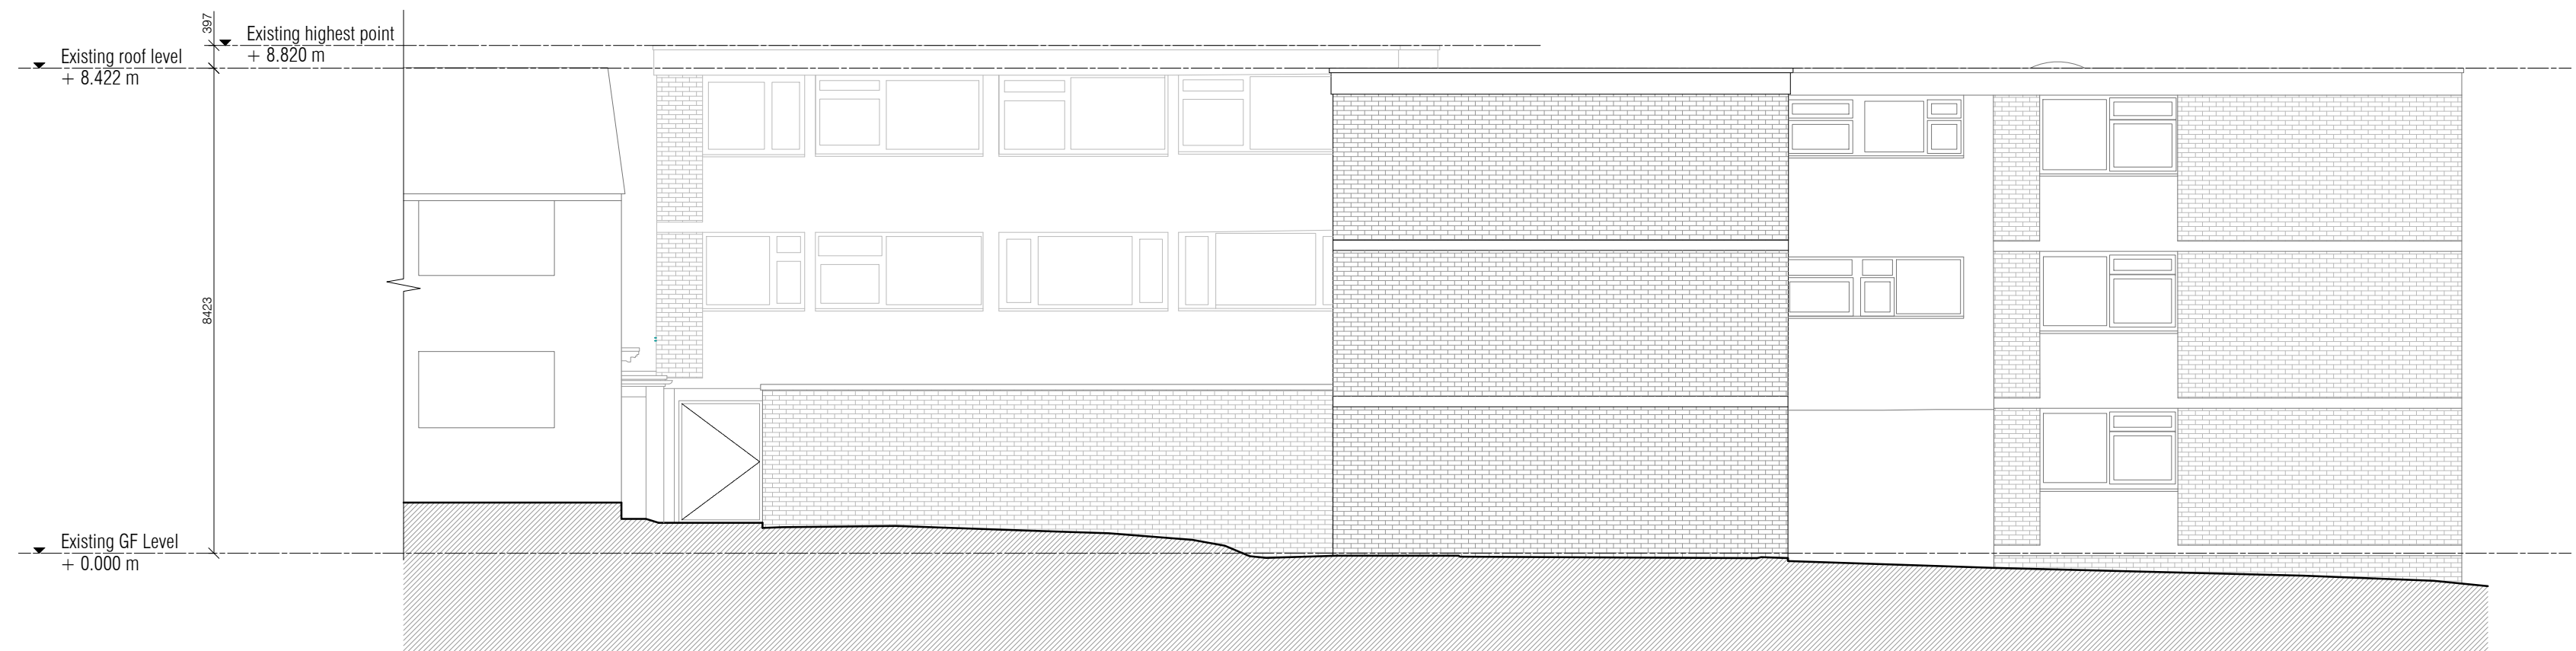 397
Existing highest point
+ 8.820 m
Existing roof level
+ 8.422 m
8423
Existing GF Level
+ 0.000 m